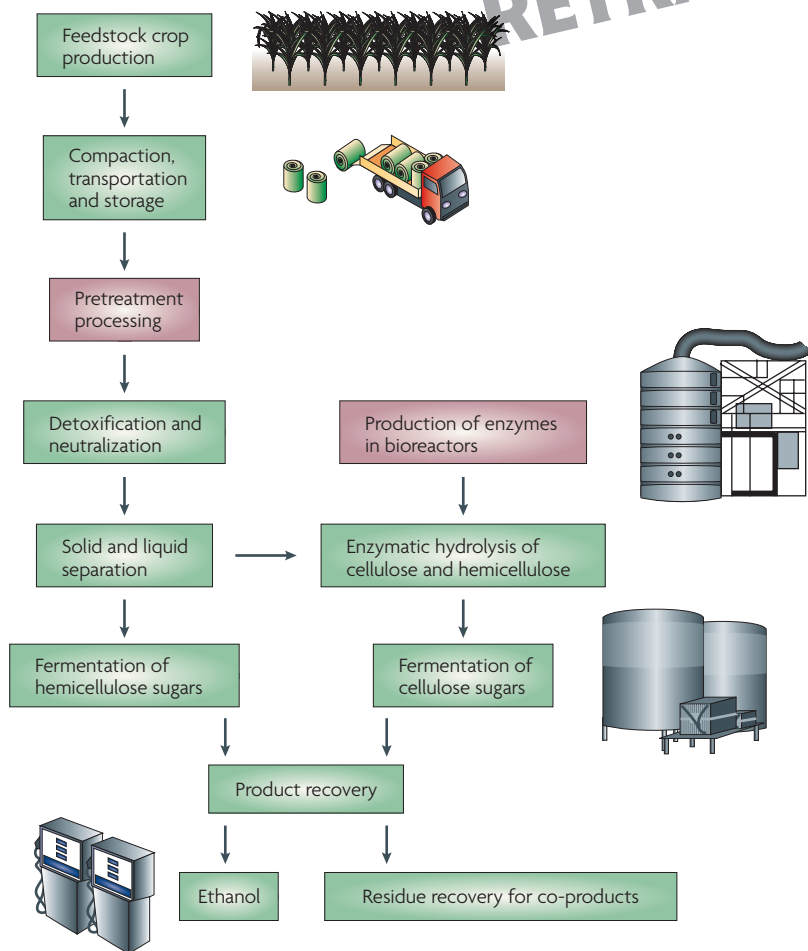 Feedstock crop
production
Compaction,
transportation
and storage
Pretreatment
processing
Detoxification and
neutralization
Production of enzymes
in bioreactors
Solid and liquid
separation
Enzymatic hydrolysis of
cellulose and hemicellulose
Fermentation of
hemicellulose sugars
Fermentation of
cellulose sugars
Product recovery
Ethanol
Residue recovery for co-products